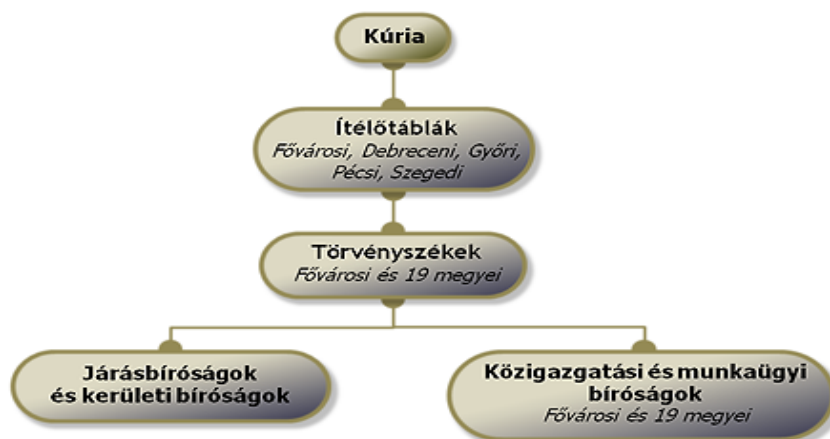 Kúria
Ítélőtáblák
Fővárosi, Debreceni, Győri,
Pécsi, Szegedi
Törvényszékek
Fővárosi és 19 megyei
Járásbíróságok
és kerületi bíróságok
Közigazgatási és munkaügyi
bíróságok
Fővárosi és 19 megyei